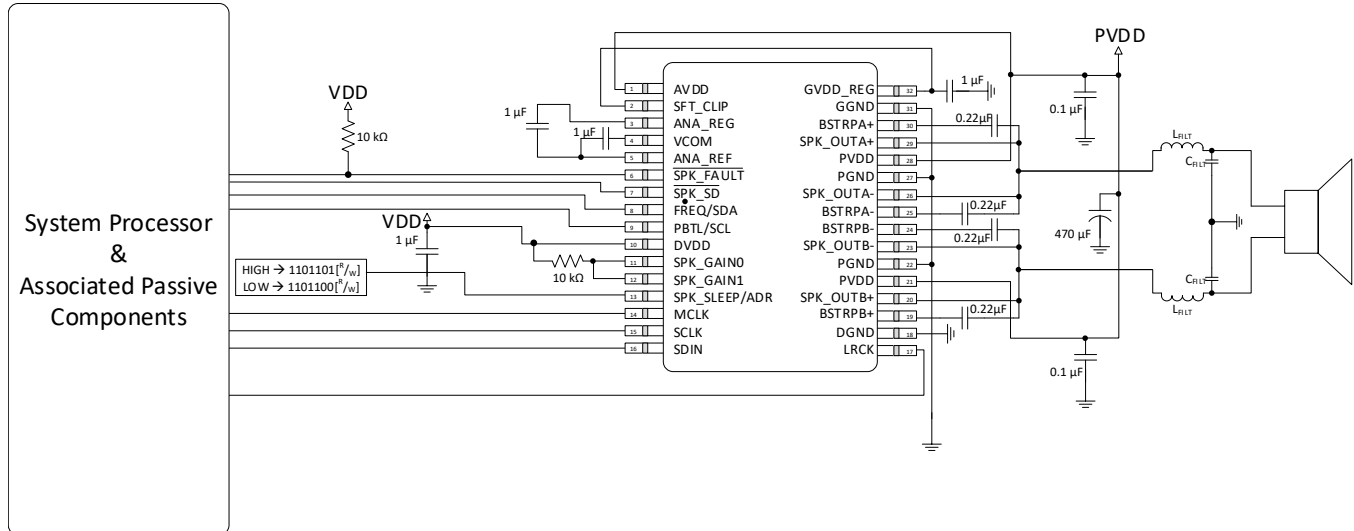 System Processor
&
Associated Passive
Components
VDD
10 kΩ
VDD
1 µF
HIGH → 1101101[R/W]
LOW → 1101100[R/W]
1 µF
1 µF
10 kΩ
1 AVDD
2 SFT_CLIP
3 ANA_REG
4 VCOM
5 ANA_REF
6 SPK_FAULT
7 SPK_SD
8 FREQ/SDA
9 PBTL/SCL
10 DVDD
11 SPK_GAIN0
12 SPK_GAIN1
13 SPK_SLEEP/ADR
14 MCLK
15 SCLK
16 SDIN
GVDD_REG 32
GGND 31
BSTRPA+ 30
SPK_OUTA+ 29
PVDD 28
PGND 27
SPK_OUTA- 26
BSTRPA- 25
BSTRPB- 24
SPK_OUTB- 23
PGND 22
PVDD 21
SPK_OUTB+ 20
BSTRPB+ 19
DGND 18
LRCK 17
1 µF
0.22µF
0.22µF
0.22µF
0.22µF
PVDD
0.1 µF
470 µF
0.1 µF
LFILT
CFILT
CFILT
LFILT